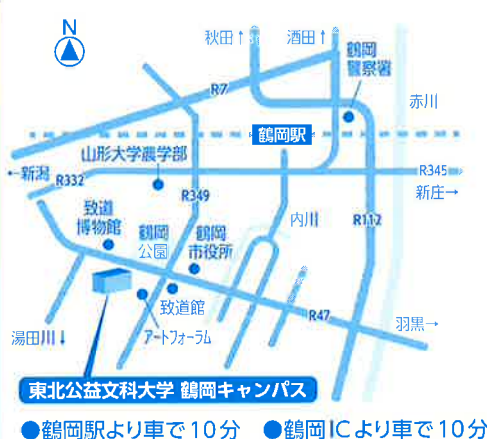 N
秋田↑
酒田↑
鶴岡
警察署
R7
赤川
鶴岡駅
山形大学農学部
←新潟
R332
R345
新庄→
R349
致道
博物館
鶴岡
公園
鶴岡
市役所
内川
R112
致道館
R47
アートフォーラム
湯田川↓
羽黒→
東北公益文科大学 鶴岡キャンパス
●鶴岡駅より車で10分 ●鶴岡ICより車で10分